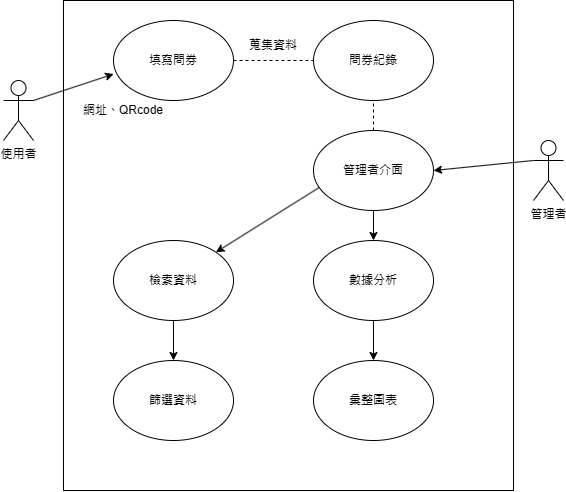 蒐集資料
填寫問券
問券紀錄
網址、QRcode
使用者
管理者介面
管理者
檢索資料
數據分析
篩選資料
彙整圖表